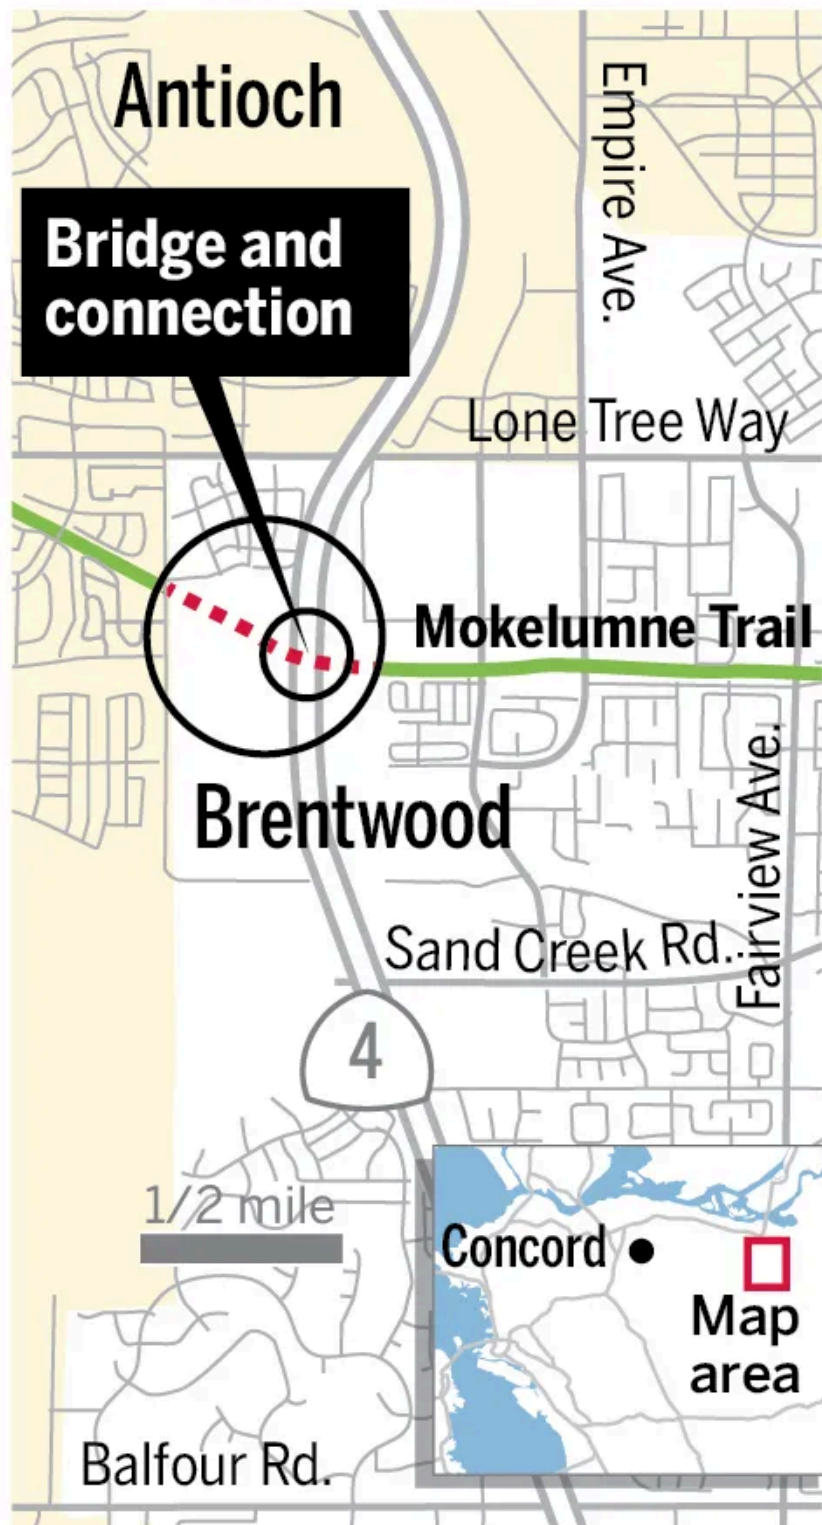 Antioch
Empire Ave.
Bridge and
connection
Lone Tree Way
Mokelumne Trail
Brentwood
Fairview Ave.
Sand Creek Rd.
4
1/2 mile
Concord
Map
area
Balfour Rd.